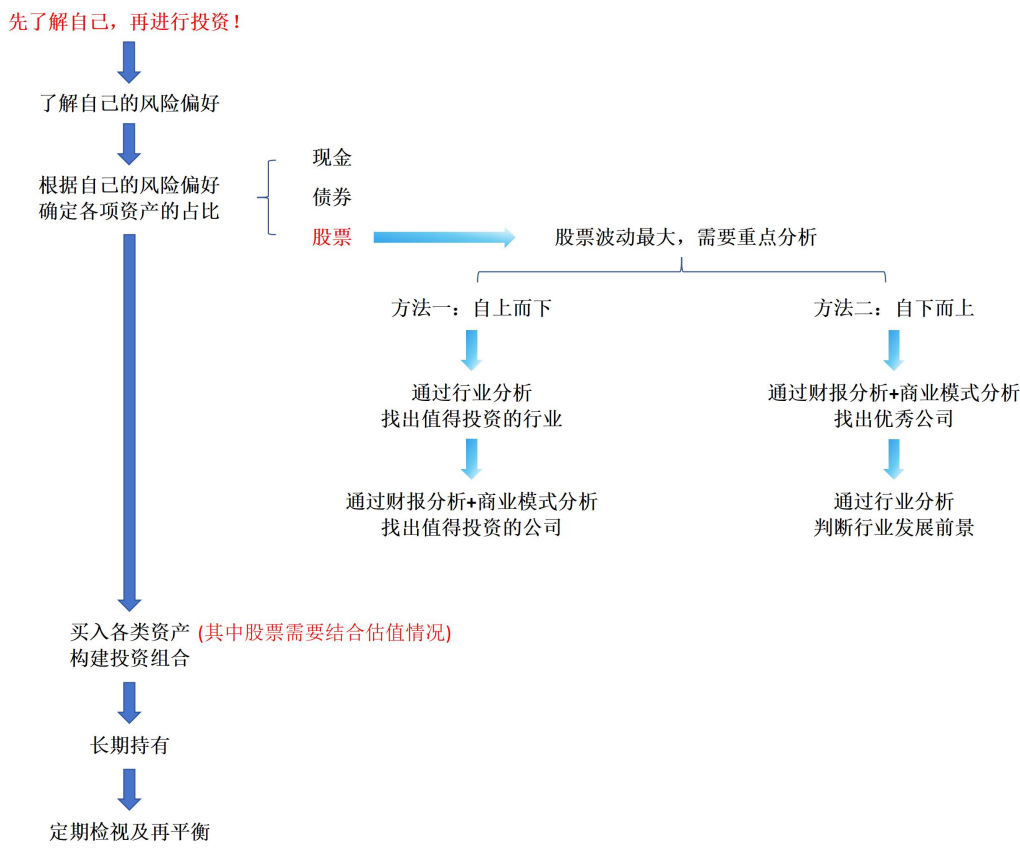 先了解自己，再进行投资！
了解自己的风险偏好
根据自己的风险偏好
确定各项资产的占比
现金
债券
股票
股票波动最大，需要重点分析
方法一：自上而下
通过行业分析
找出值得投资的行业
通过财报分析+商业模式分析
找出值得投资的公司
方法二：自下而上
通过财报分析+商业模式分析
找出优秀公司
通过行业分析
判断行业发展前景
买入各类资产 (其中股票需要结合估值情况)
构建投资组合
长期持有
定期检视及再平衡